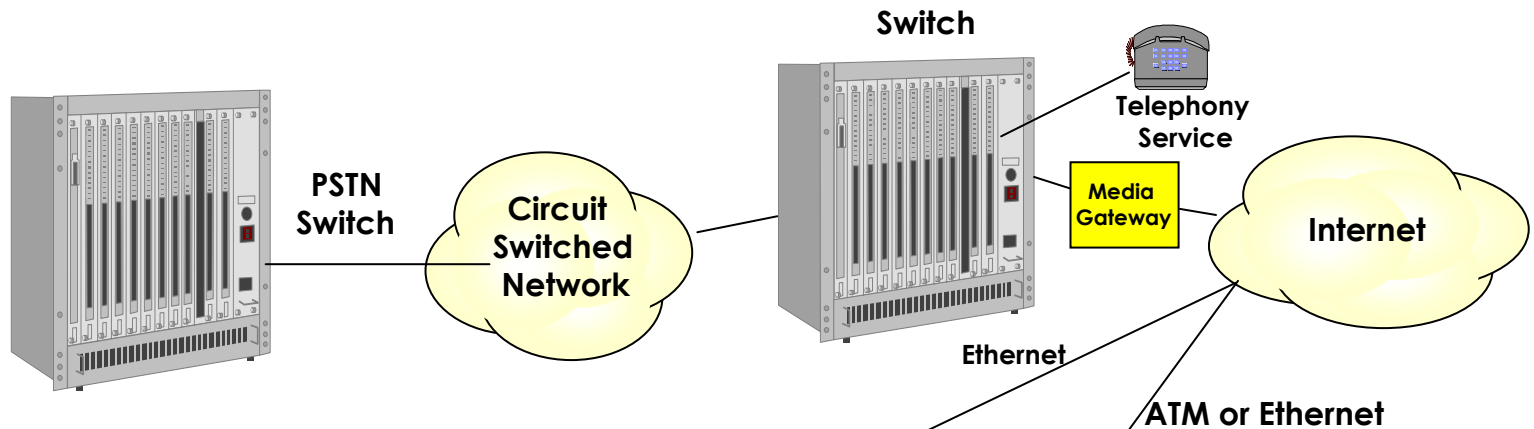 Switch
Telephony
Service
PSTN
Switch
Circuit
Switched
Network
Media
Gateway
Internet
Ethernet
ATM or Ethernet